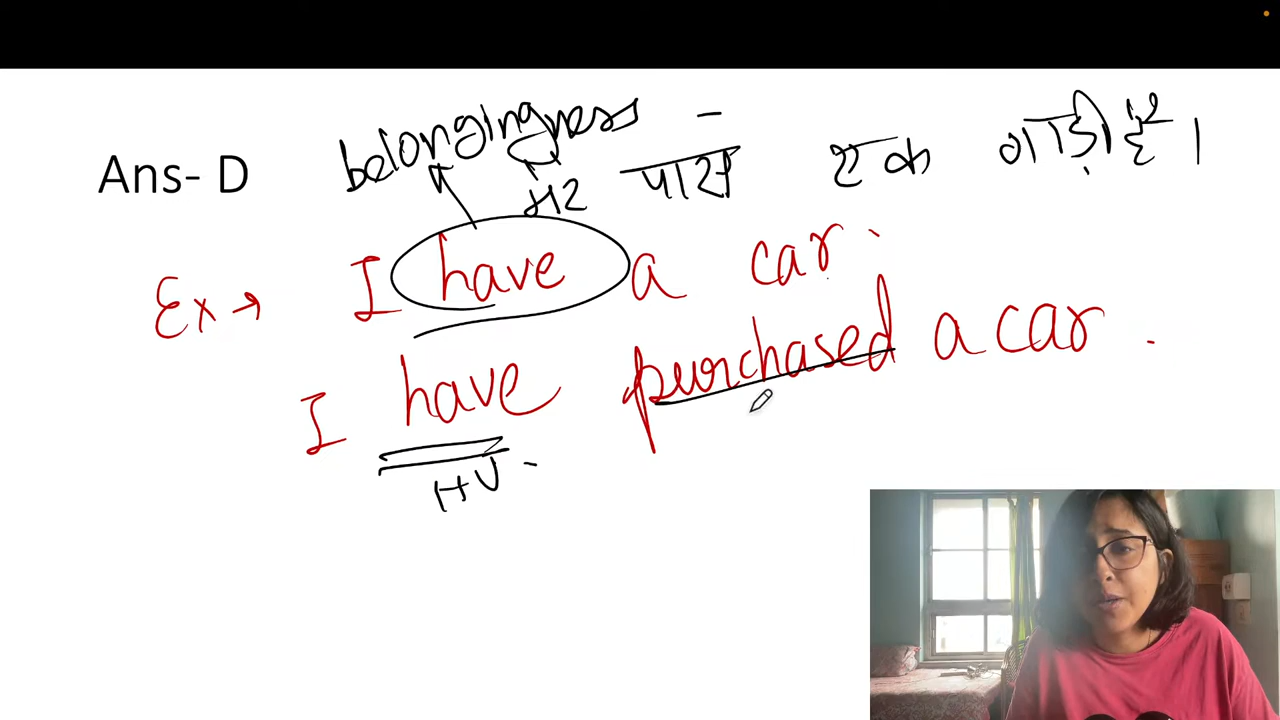 belongingness -
Ans- D
पास एक गाड़ी है।
Ex → I have a car.
I have purchased a car.
HV -